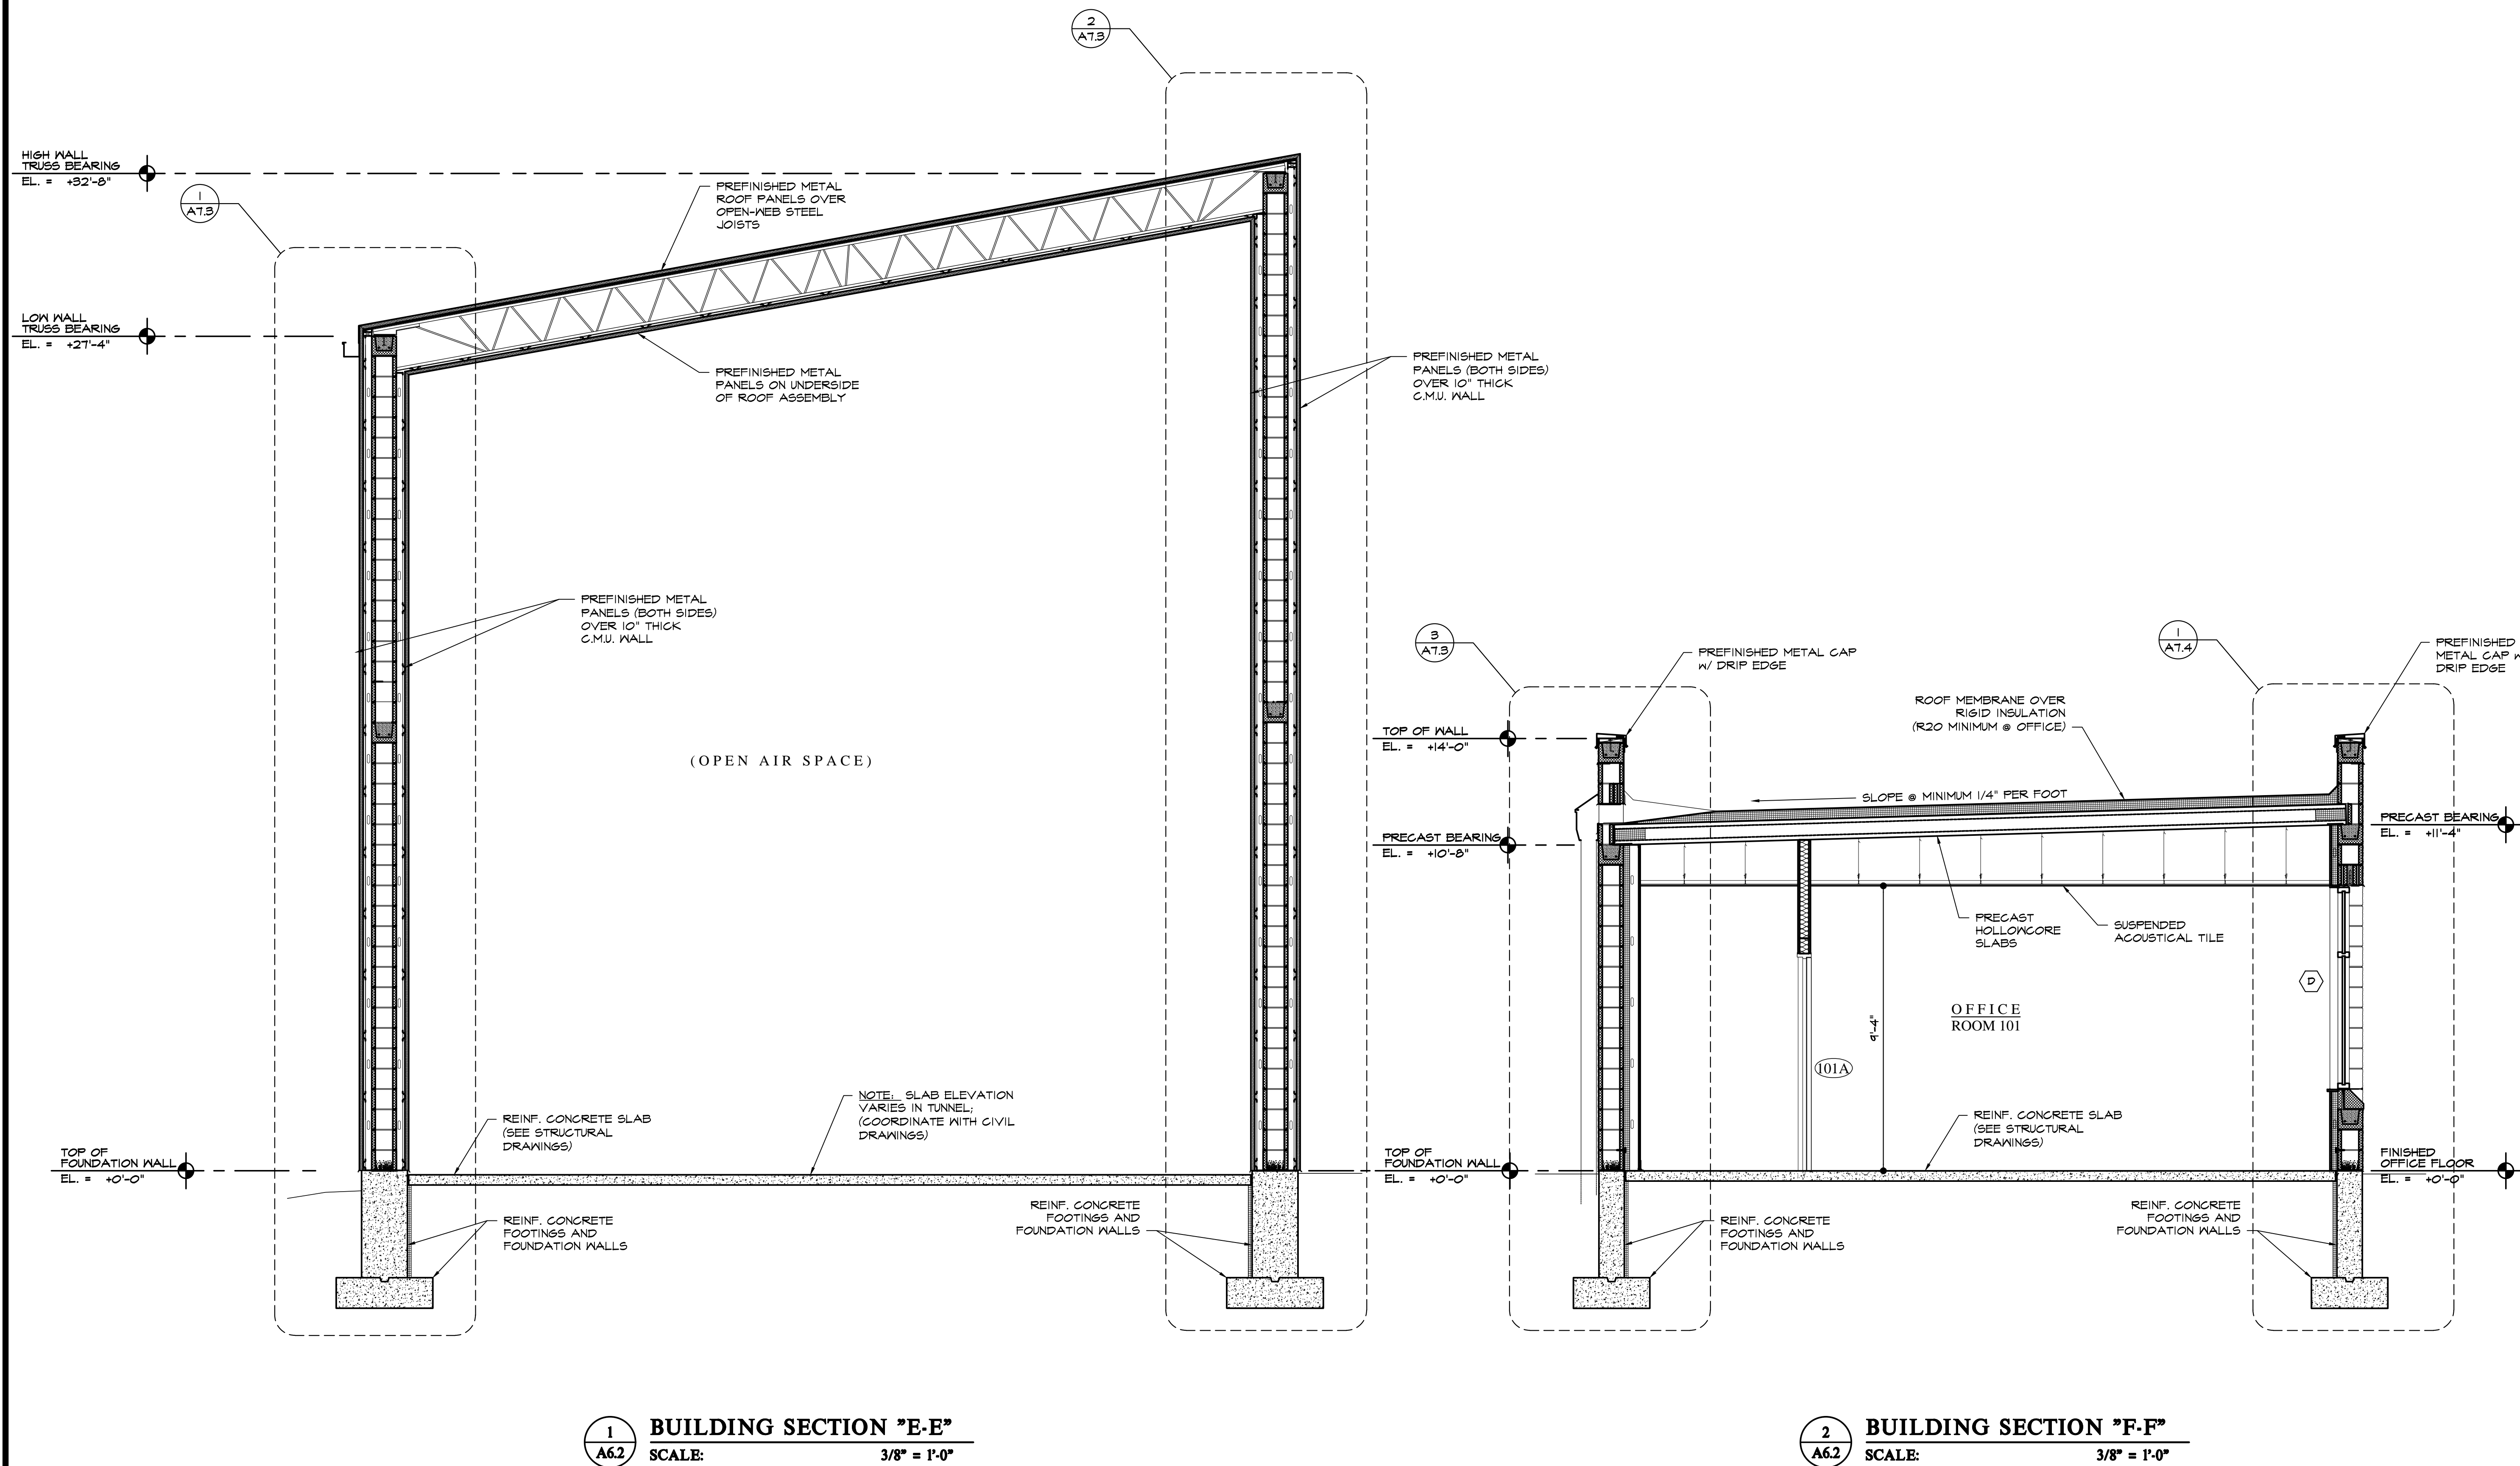 2
A7.3
HIGH WALL
TRUSS BEARING
EL. = +32'-8"
1
A7.3
PREFINISHED METAL
ROOF PANELS OVER
OPEN-WEB STEEL
JOISTS
LOW WALL
TRUSS BEARING
EL. = +27'-4"
PREFINISHED METAL
PANELS ON UNDERSIDE
OF ROOF ASSEMBLY
PREFINISHED METAL
PANELS (BOTH SIDES)
OVER 10" THICK
C.M.U. WALL
PREFINISHED METAL
PANELS (BOTH SIDES)
OVER 10" THICK
C.M.U. WALL
(OPEN AIR SPACE)
NOTE: SLAB ELEVATION
VARIES IN TUNNEL;
(COORDINATE WITH CIVIL
DRAWINGS)
REINF. CONCRETE SLAB
(SEE STRUCTURAL
DRAWINGS)
TOP OF
FOUNDATION WALL
EL. = +0'-0"
REINF. CONCRETE
FOOTINGS AND
FOUNDATION WALLS
REINF. CONCRETE
FOOTINGS AND
FOUNDATION WALLS
1
A6.2
BUILDING SECTION "E-E"
SCALE: 3/8" = 1'-0"
3
A7.3
PREFINISHED METAL CAP
W/ DRIP EDGE
1
A7.4
PREFINISHED
METAL CAP W
DRIP EDGE
ROOF MEMBRANE OVER
RIGID INSULATION
(R20 MINIMUM @ OFFICE)
TOP OF WALL
EL. = +14'-0"
SLOPE @ MINIMUM 1/4" PER FOOT
PRECAST BEARING
EL. = +10'-8"
PRECAST BEARING
EL. = +11'-4"
PRECAST
HOLLOWCORE
SLABS
SUSPENDED
ACOUSTICAL TILE
D
OFFICE
ROOM 101
9'-4"
101A
REINF. CONCRETE SLAB
(SEE STRUCTURAL
DRAWINGS)
TOP OF
FOUNDATION WALL
EL. = +0'-0"
FINISHED
OFFICE FLOOR
EL. = +0'-0"
REINF. CONCRETE
FOOTINGS AND
FOUNDATION WALLS
REINF. CONCRETE
FOOTINGS AND
FOUNDATION WALLS
2
A6.2
BUILDING SECTION "F-F"
SCALE: 3/8" = 1'-0"